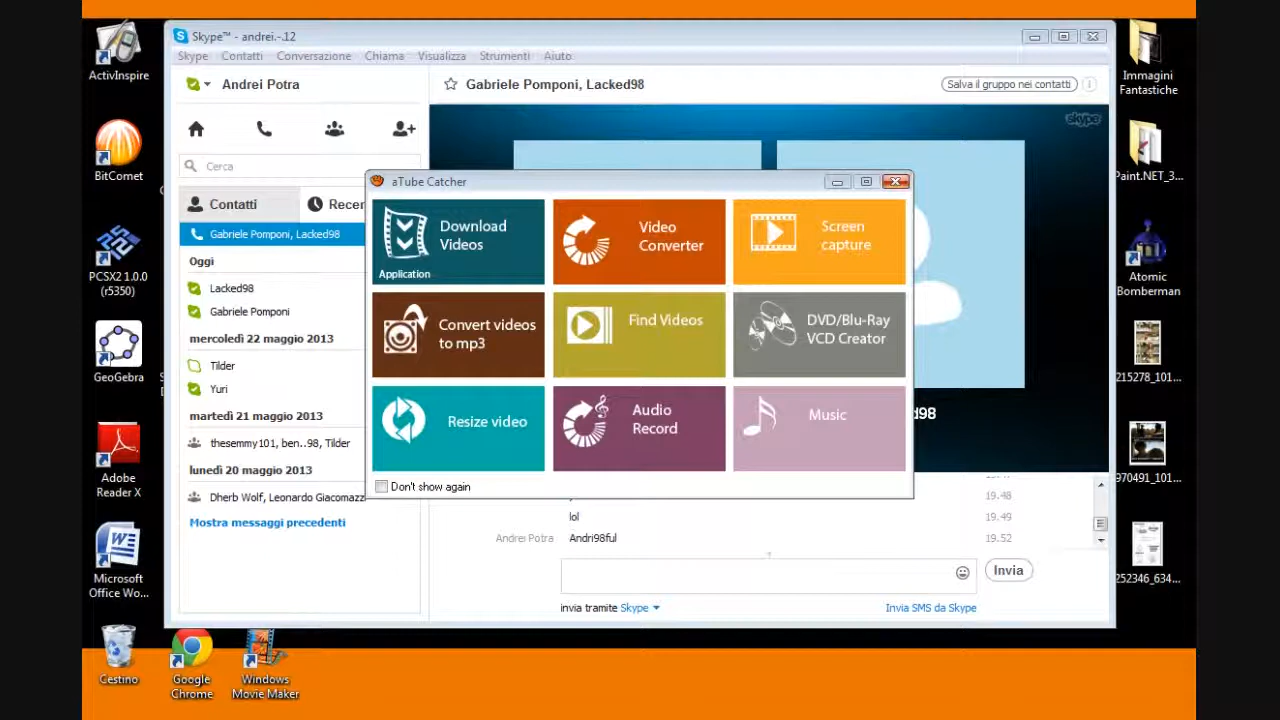 Skype™ - andrei.-.12
Skype Contatti Conversazione Chiama Visualizza Strumenti Aiuto
Andrei Potra
Gabriele Pomponi, Lacked98
Salva il gruppo nei contatti
skype
Cerca
Contatti
Recen
Gabriele Pomponi, Lacked98
Oggi
Lacked98
Gabriele Pomponi
mercoledì 22 maggio 2013
Tilder
Yuri
martedì 21 maggio 2013
thesemmy101, ben..98, Tilder
lunedì 20 maggio 2013
Dherb Wolf, Leonardo Giacomazz
Mostra messaggi precedenti
aTube Catcher
Download
Videos
Application
Video
Converter
Screen
capture
Convert videos
to mp3
Find Videos
DVD/Blu-Ray
VCD Creator
Resize video
Audio
Record
Music
Don't show again
d98
19.48
lol
19.49
Andrei Potra
Andri98ful
19.52
Invia
invia tramite Skype
Invia SMS da Skype
ActivInspire
BitComet
PCSX2 1.0.0
(r5350)
GeoGebra
Adobe
Reader X
Microsoft
Office Wo...
Cestino
Google
Chrome
Windows
Movie Maker
Immagini
Fantastiche
Paint.NET_3...
Atomic
Bomberman
215278_101...
970491_101...
252346_634...